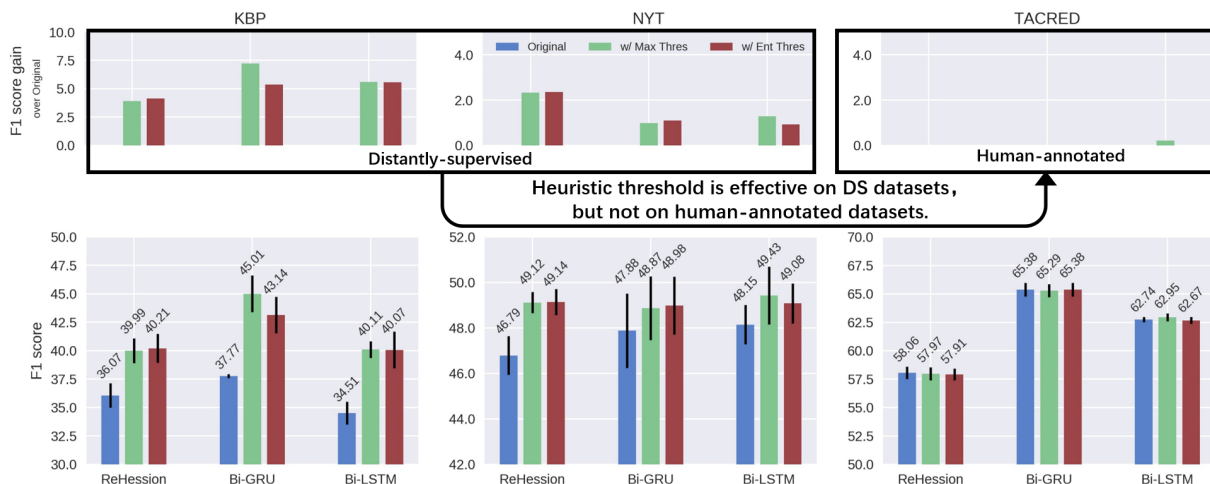 KBP NYT TACRED
F1 score gain
over Original
10.0
7.5
5.0
2.5
0.0
4.0
2.0
0.0
4.0
2.0
0.0
Original w/ Max Thres w/ Ent Thres
Distantly-supervised
Human-annotated
Heuristic threshold is effective on DS datasets,
but not on human-annotated datasets.
F1 score
50.0
47.5
45.0
42.5
40.0
37.5
35.0
32.5
30.0
36.07 39.99 40.21
37.77 45.01 43.14
34.51 40.11 40.07
ReHession Bi-GRU Bi-LSTM
52.0
50.0
48.0
46.0
44.0
42.0
46.79 49.12 49.14
47.88 48.87 48.98
48.15 49.43 49.08
ReHession Bi-GRU Bi-LSTM
70.0
67.5
65.0
62.5
60.0
57.5
55.0
52.5
50.0
58.06 57.97 57.91
65.38 65.29 65.38
62.74 62.95 62.67
ReHession Bi-GRU Bi-LSTM